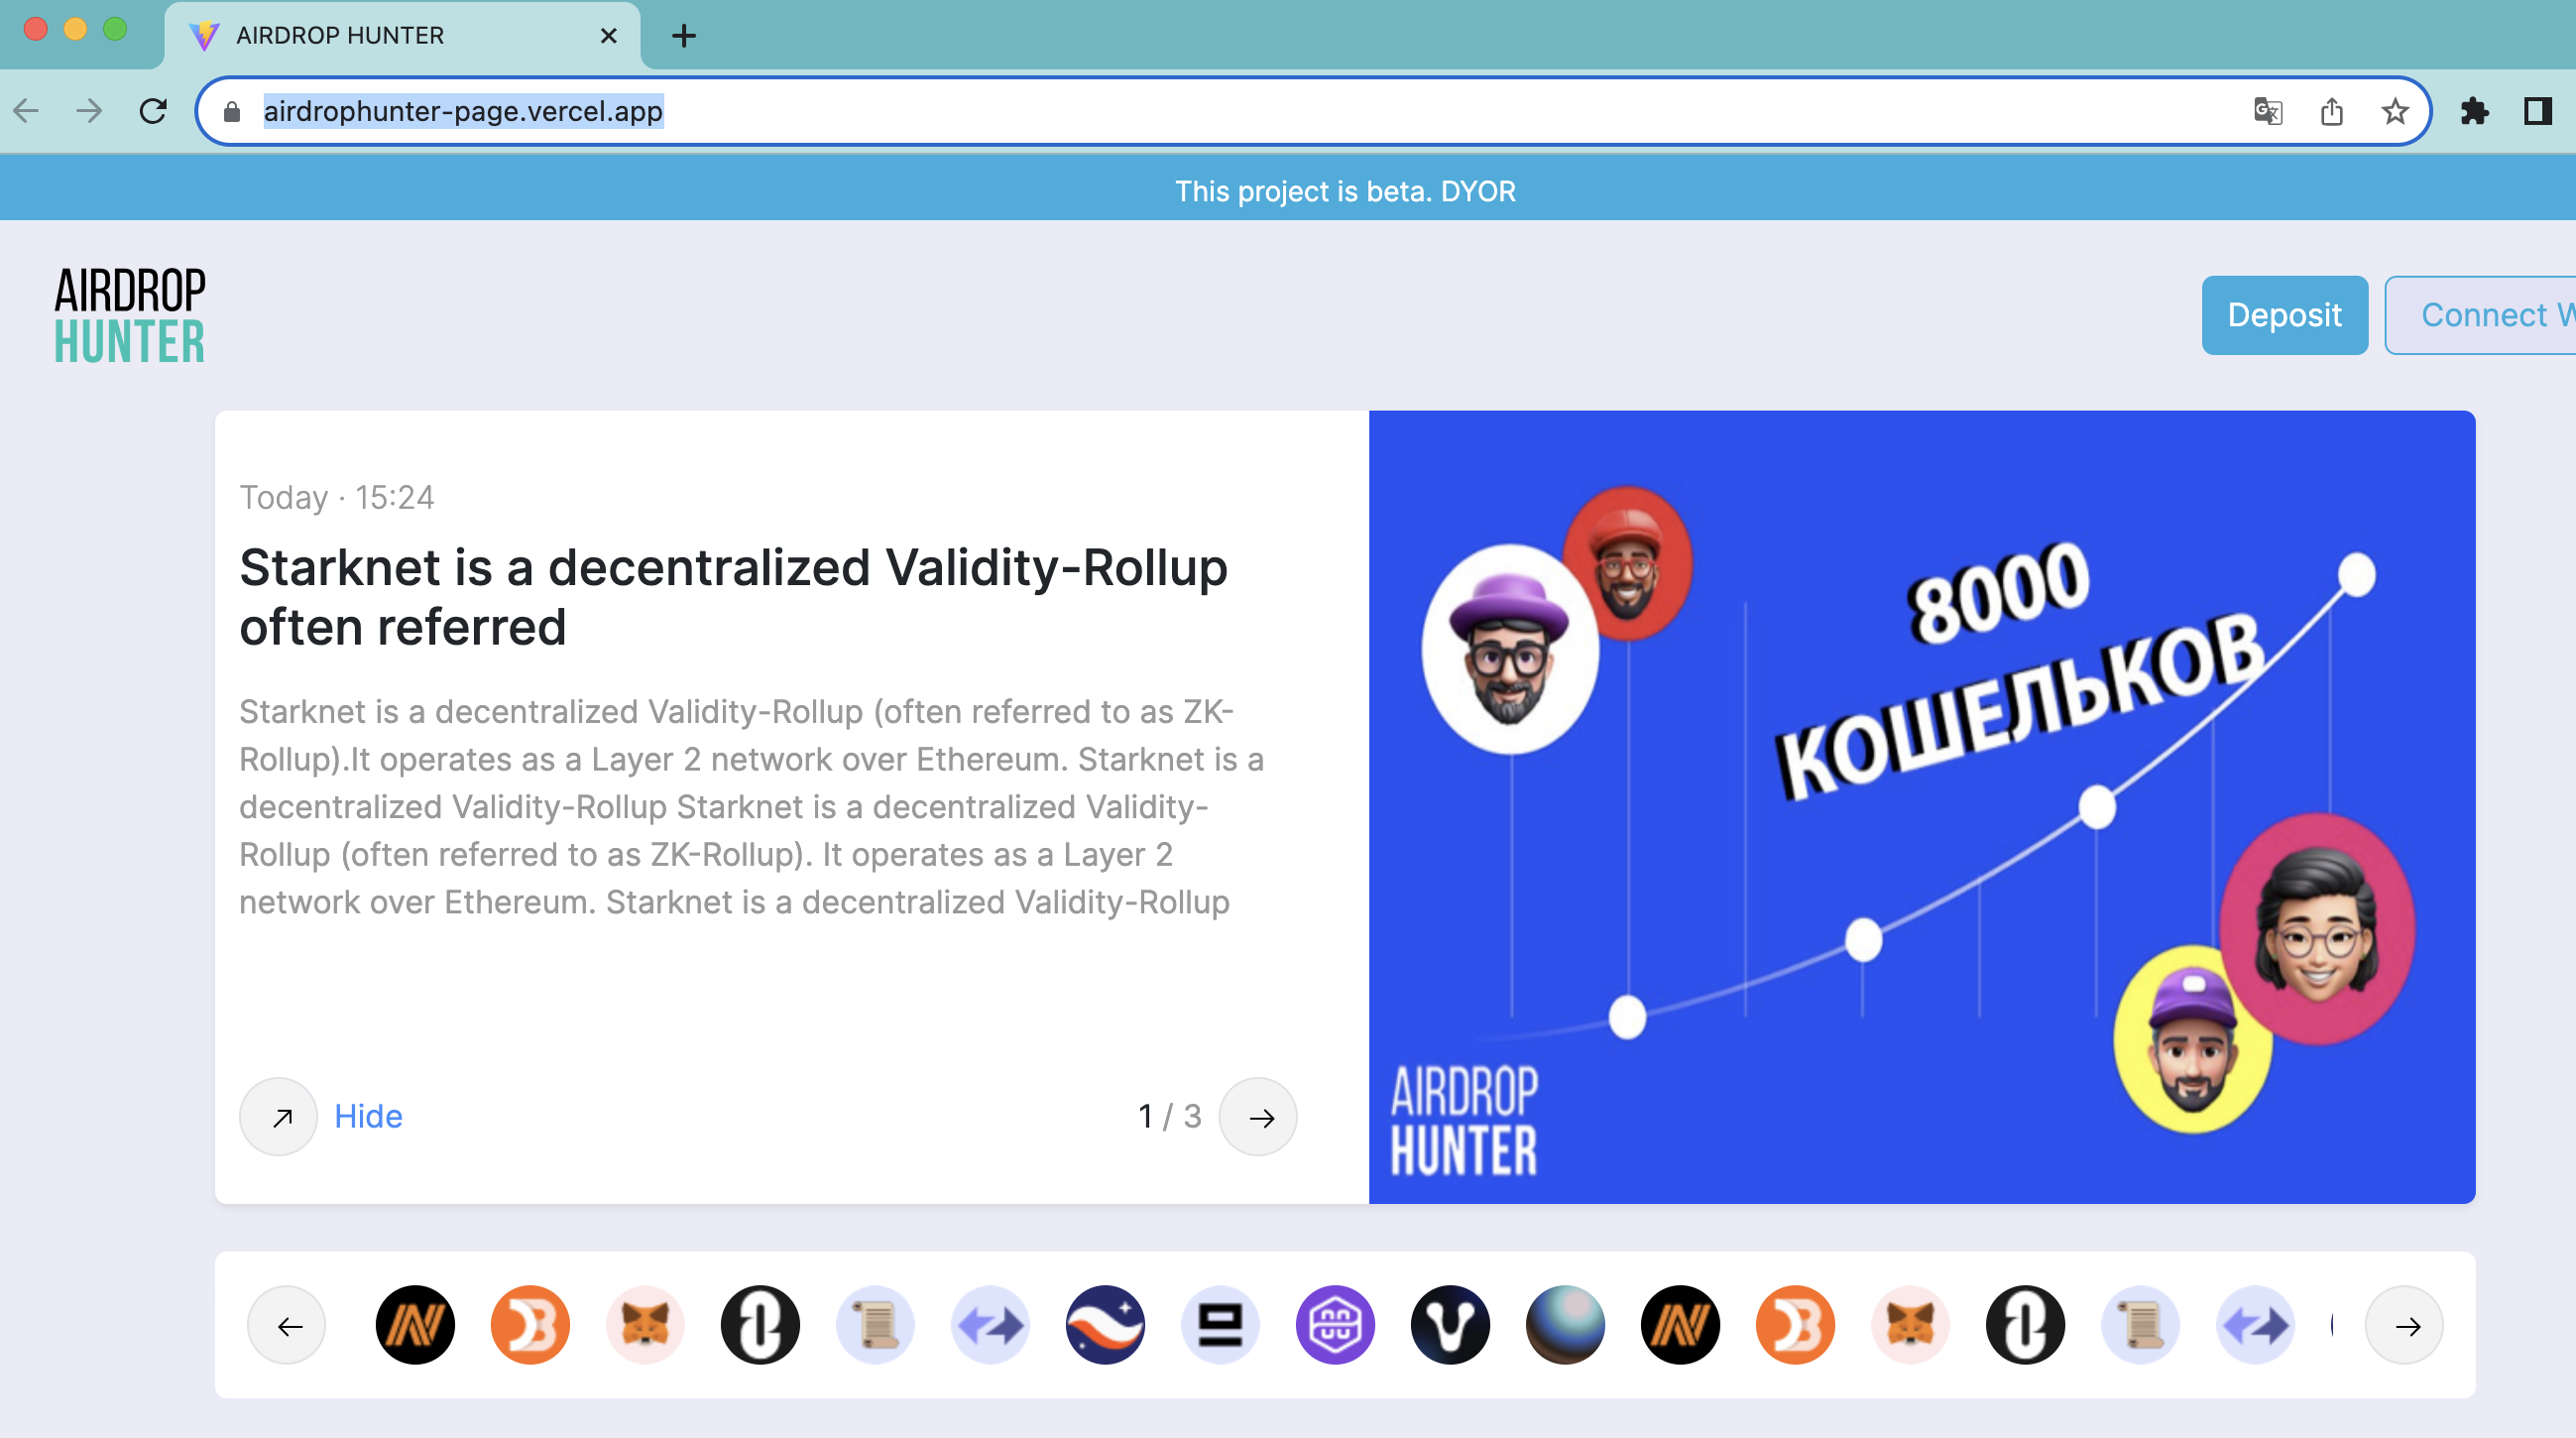 AIRDROP HUNTER
airdrophunter-page.vercel.app
This project is beta. DYOR
AIRDROP
HUNTER
Deposit
Connect W
Today · 15:24
Starknet is a decentralized Validity-Rollup
often referred
Starknet is a decentralized Validity-Rollup (often referred to as ZK-
Rollup).It operates as a Layer 2 network over Ethereum. Starknet is a
decentralized Validity-Rollup Starknet is a decentralized Validity-
Rollup (often referred to as ZK-Rollup). It operates as a Layer 2
network over Ethereum. Starknet is a decentralized Validity-Rollup
Hide
1 / 3
8000
КОШЕЛЬКОВ
AIRDROP
HUNTER